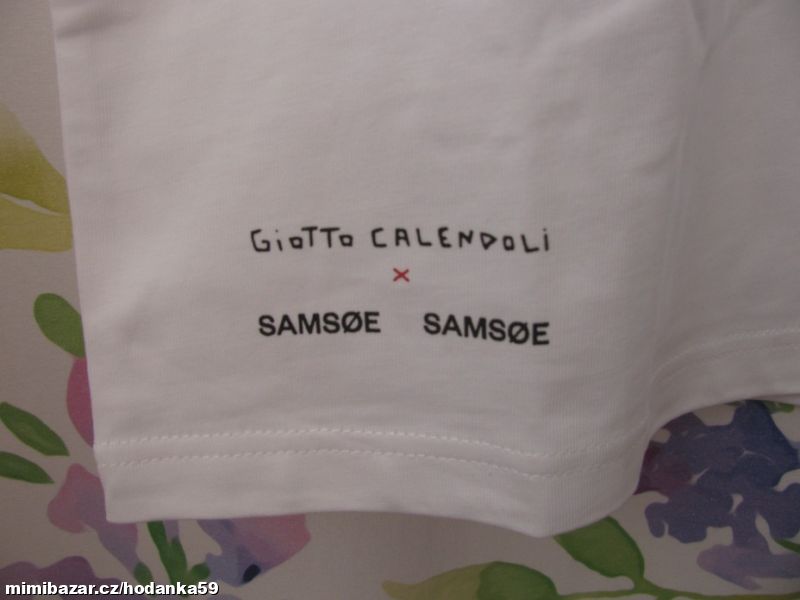 GiOTTO CALENDOLi
×
SAMSØE SAMSØE
mimibazar.cz/hodanka59